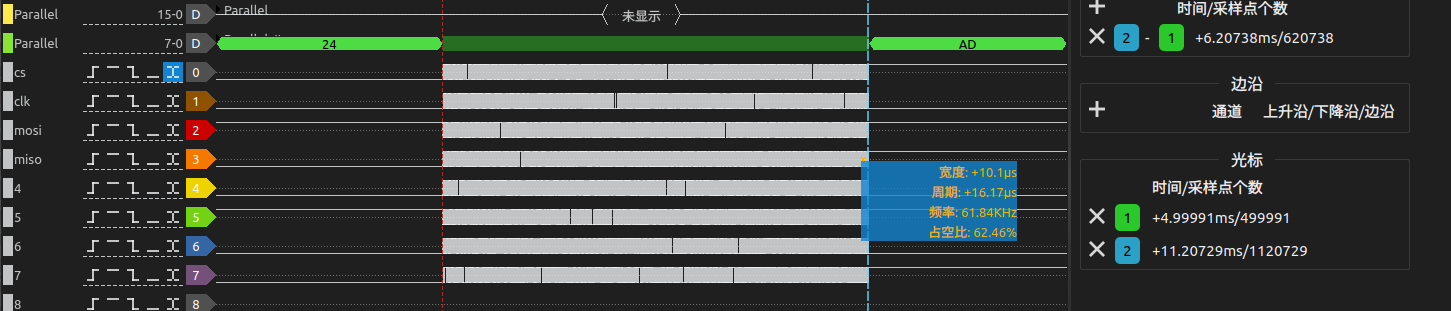 Parallel 15-0 D Parallel 未显示
Parallel 7-0 D 24 AD
cs 0
clk 1
mosi 2
miso 3
4 4
5 5
6 6
7 7
8 8
宽度: +10.1μs
周期: +16.17μs
频率: 61.84KHz
占空比: 62.46%
时间/采样点个数
2 - 1 +6.20738ms/620738
边沿
通道 上升沿/下降沿/边沿
光标
时间/采样点个数
1 +4.99991ms/499991
2 +11.20729ms/1120729